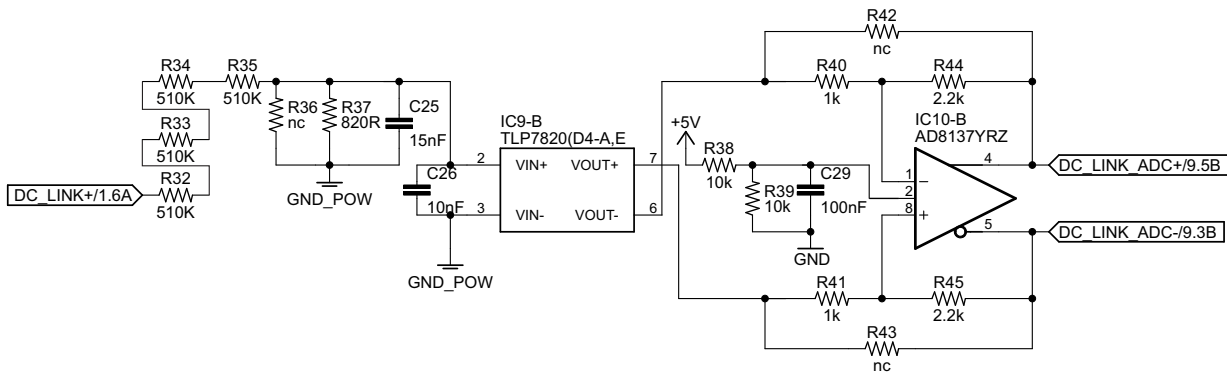 R42
nc
R34
510K
R35
510K
R33
510K
R32
510K
DC_LINK+/1.6A
R36
nc
R37
820R
C25
15nF
GND_POW
C26
10nF
GND_POW
IC9-B
TLP7820(D4-A,E
2
VIN+
VOUT+
7
3
VIN-
VOUT-
6
+5V
R38
10k
R39
10k
C29
100nF
GND
R40
1k
R44
2.2k
IC10-B
AD8137YRZ
1
2
8
4
5
DC_LINK_ADC+/9.5B
DC_LINK_ADC-/9.3B
R41
1k
R45
2.2k
R43
nc